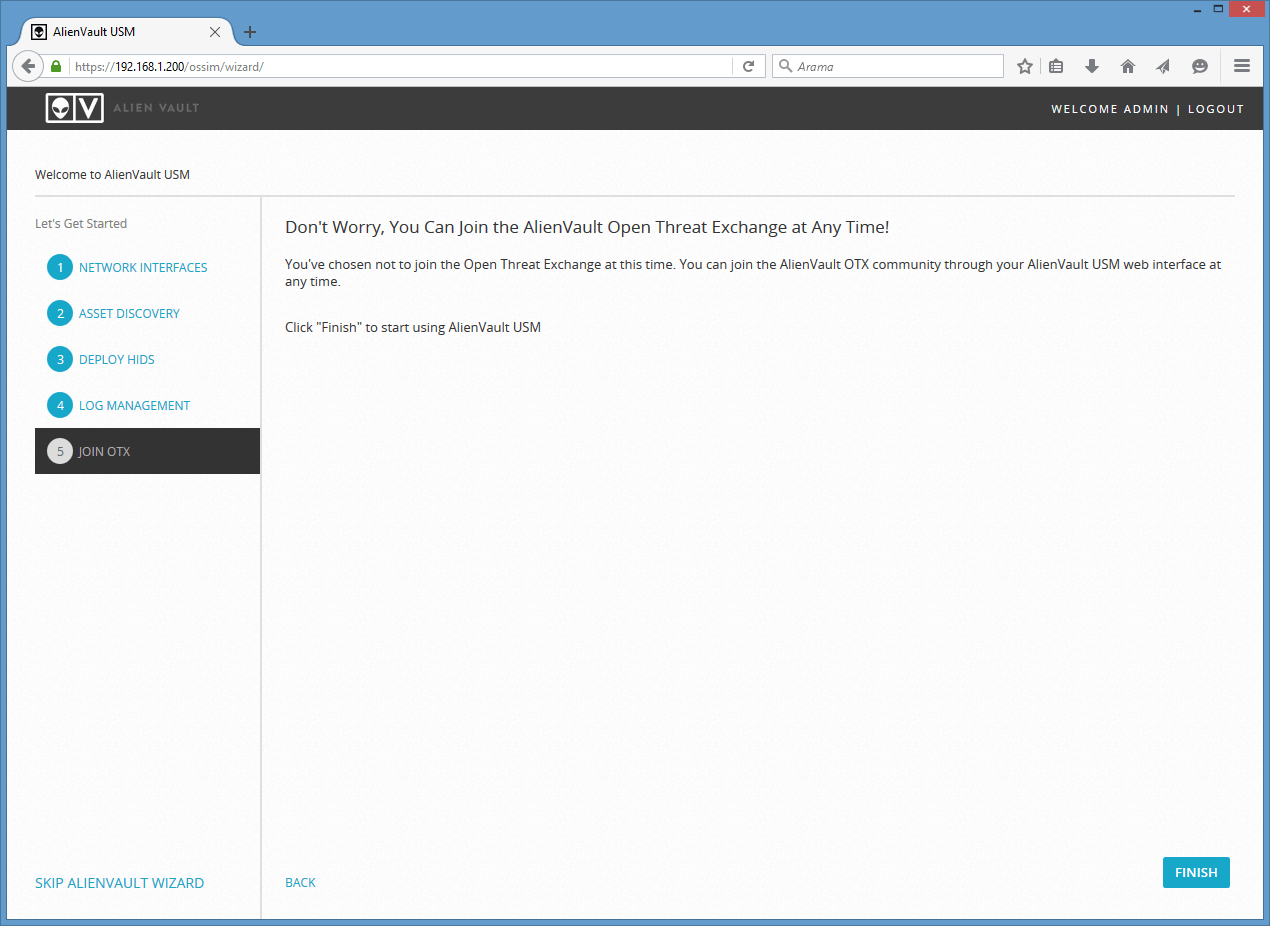 AlienVault USM
https://192.168.1.200/ossim/wizard/
Arama
V ALIEN VAULT
WELCOME ADMIN | LOGOUT
Welcome to AlienVault USM
Let's Get Started
1 NETWORK INTERFACES
2 ASSET DISCOVERY
3 DEPLOY HIDS
4 LOG MANAGEMENT
5 JOIN OTX
Don't Worry, You Can Join the AlienVault Open Threat Exchange at Any Time!
You've chosen not to join the Open Threat Exchange at this time. You can join the AlienVault OTX community through your AlienVault USM web interface at
any time.
Click "Finish" to start using AlienVault USM
SKIP ALIENVAULT WIZARD
BACK
FINISH